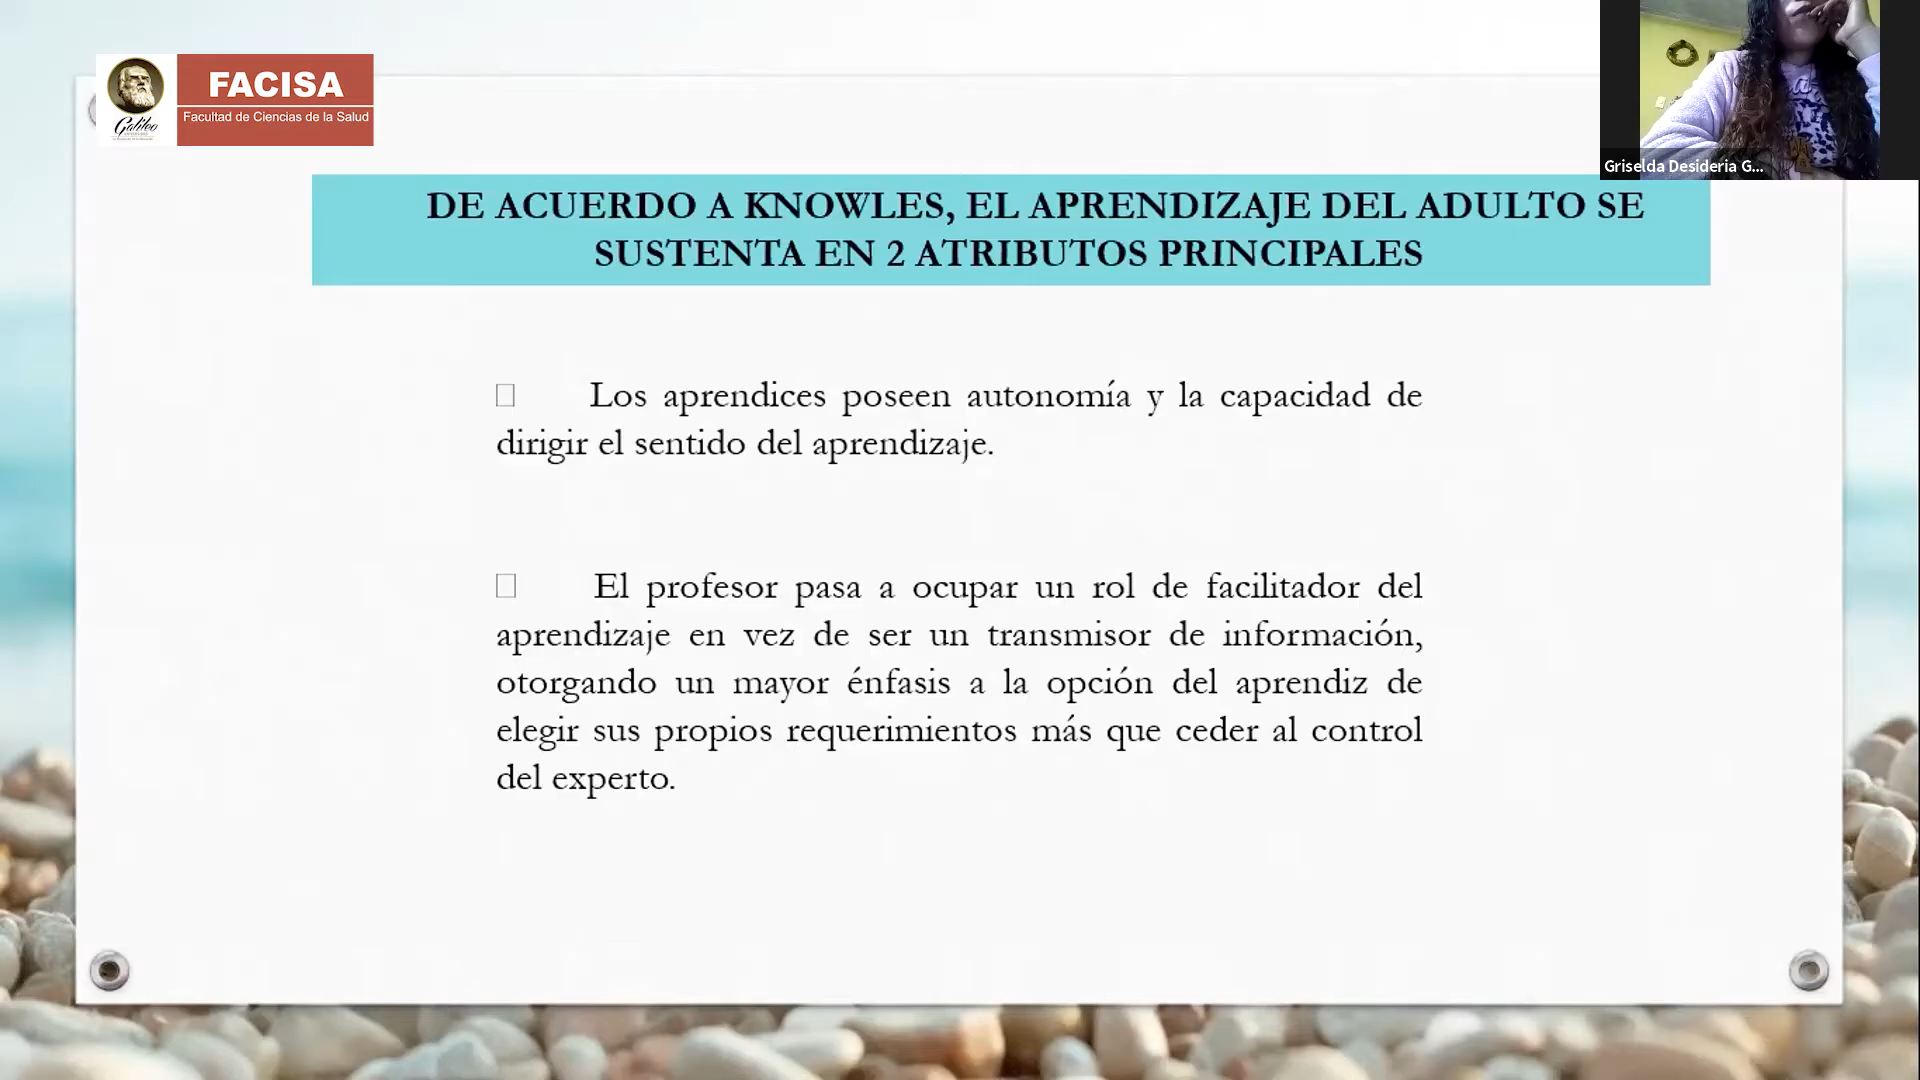 Galileo
FACISA
Facultad de Ciencias de la Salud
Griselda Desideria G...
DE ACUERDO A KNOWLES, EL APRENDIZAJE DEL ADULTO SE
SUSTENTA EN 2 ATRIBUTOS PRINCIPALES
Los aprendices poseen autonomía y la capacidad de
dirigir el sentido del aprendizaje.
El profesor pasa a ocupar un rol de facilitador del
aprendizaje en vez de ser un transmisor de información,
otorgando un mayor énfasis a la opción del aprendiz de
elegir sus propios requerimientos más que ceder al control
del experto.